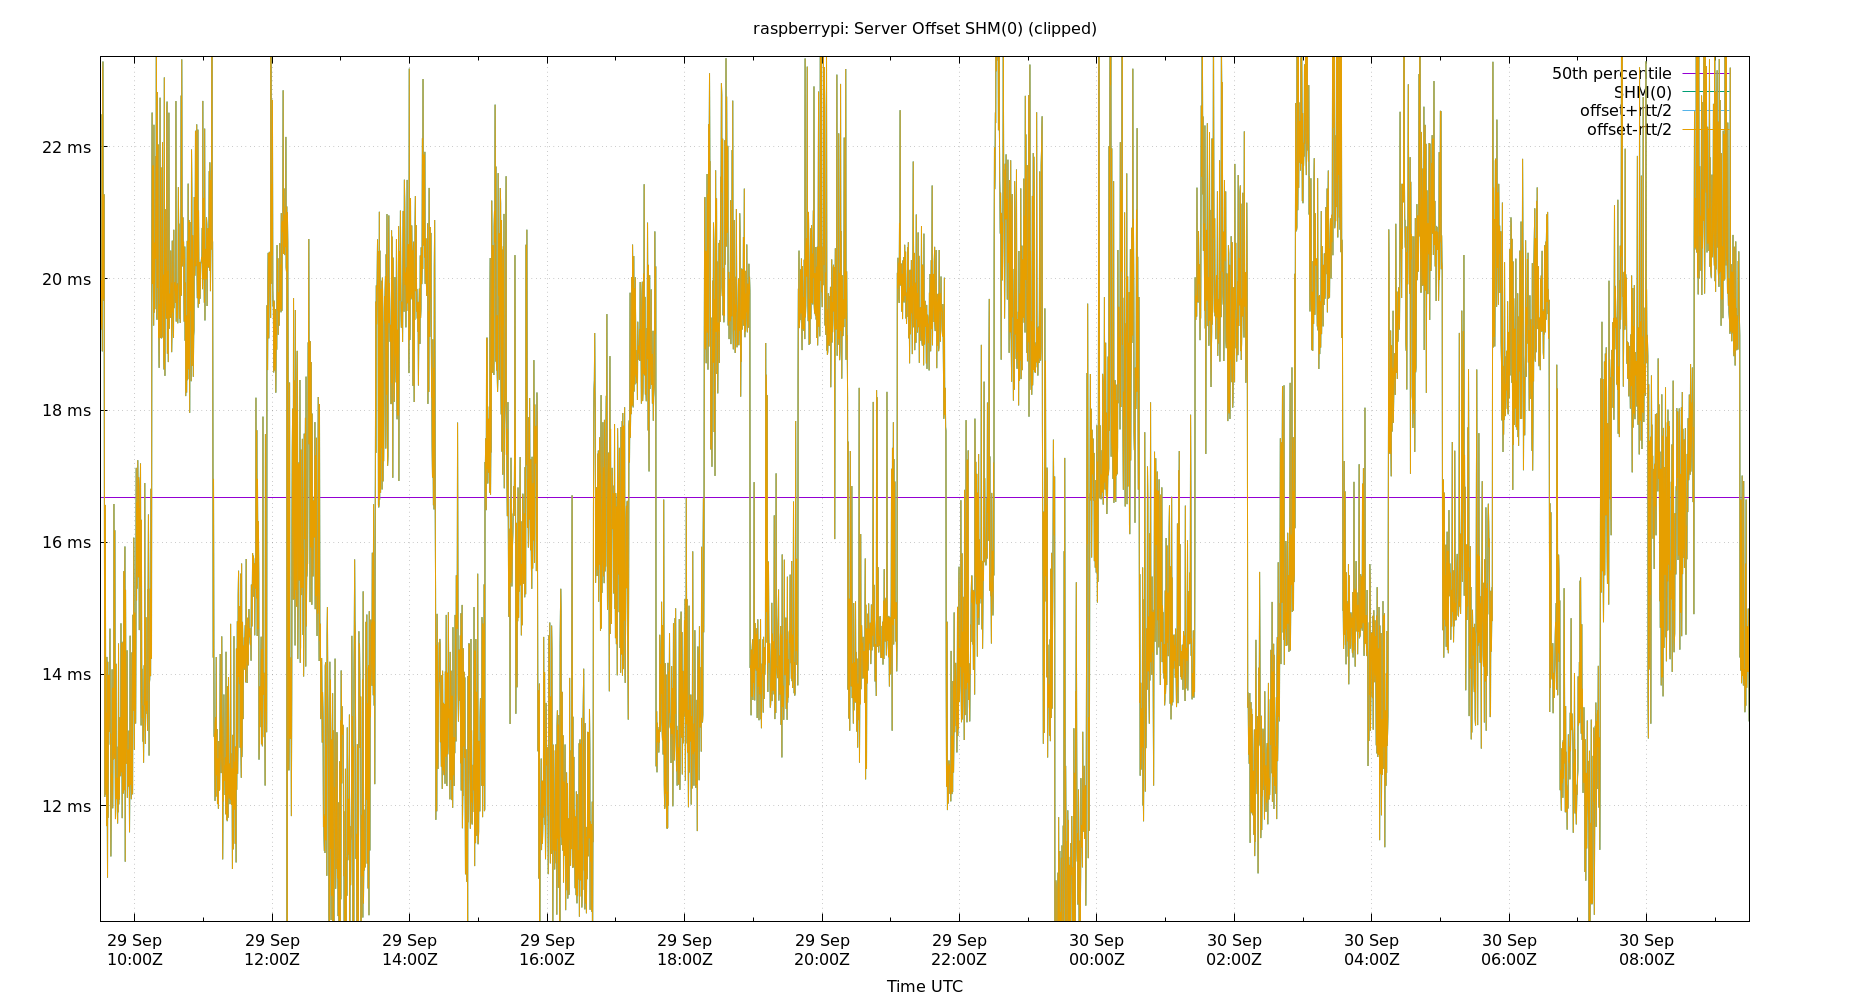 raspberrypi: Server Offset SHM(0) (clipped)
50th percentile
SHM(0)
offset+rtt/2
offset-rtt/2
22 ms
20 ms
18 ms
16 ms
14 ms
12 ms
29 Sep 29 Sep 29 Sep 29 Sep 29 Sep 29 Sep 29 Sep 30 Sep 30 Sep 30 Sep 30 Sep 30 Sep
10:00Z 12:00Z 14:00Z 16:00Z 18:00Z 20:00Z 22:00Z 00:00Z 02:00Z 04:00Z 06:00Z 08:00Z
Time UTC